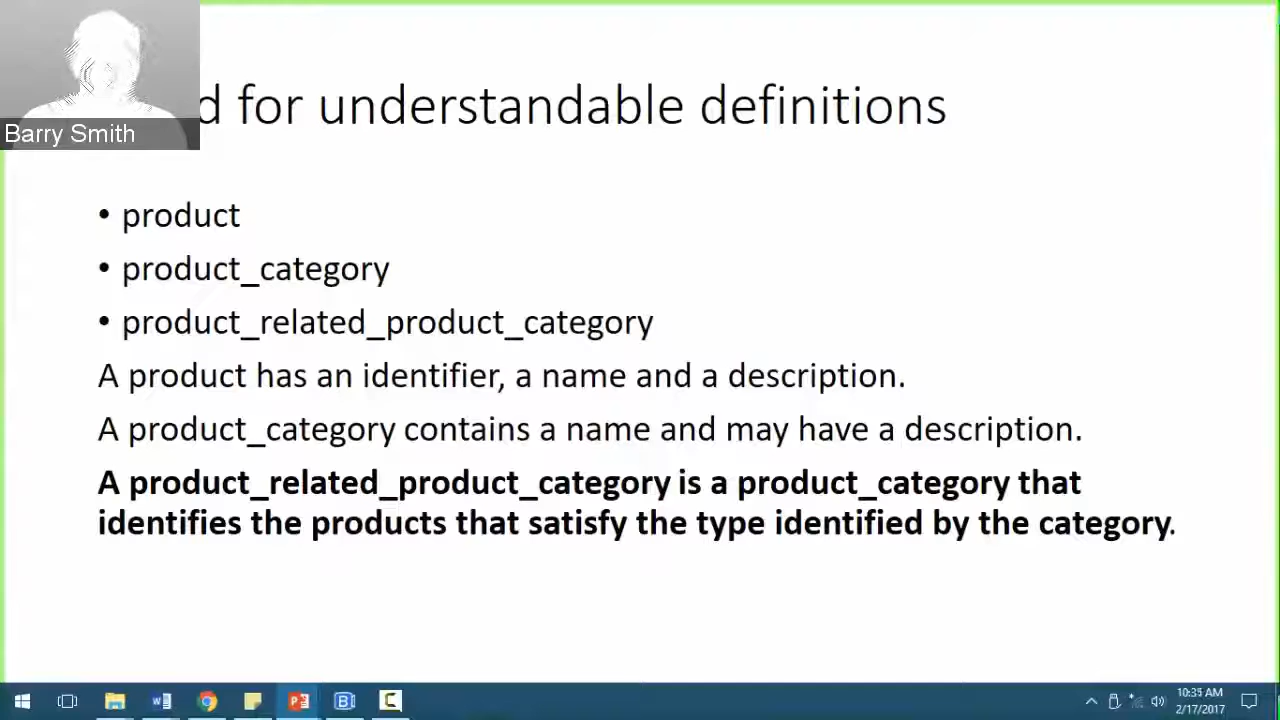 d for understandable definitions
Barry Smith
• product
• product_category
• product_related_product_category
A product has an identifier, a name and a description.
A product_category contains a name and may have a description.
A product_related_product_category is a product_category that
identifies the products that satisfy the type identified by the category.
10:35 AM
2/17/2017